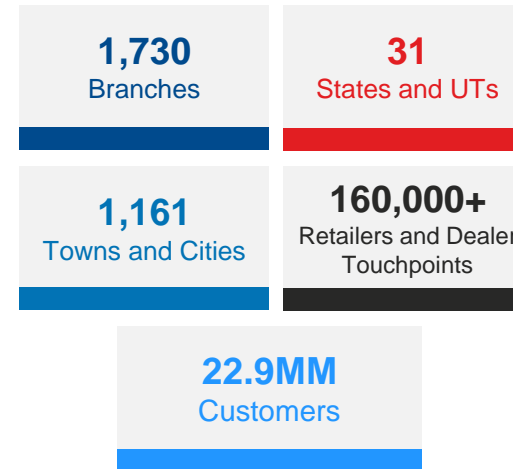 1,730
Branches
31
States and UTs
1,161
Towns and Cities
160,000+
Retailers and Dealer
Touchpoints
22.9MM
Customers